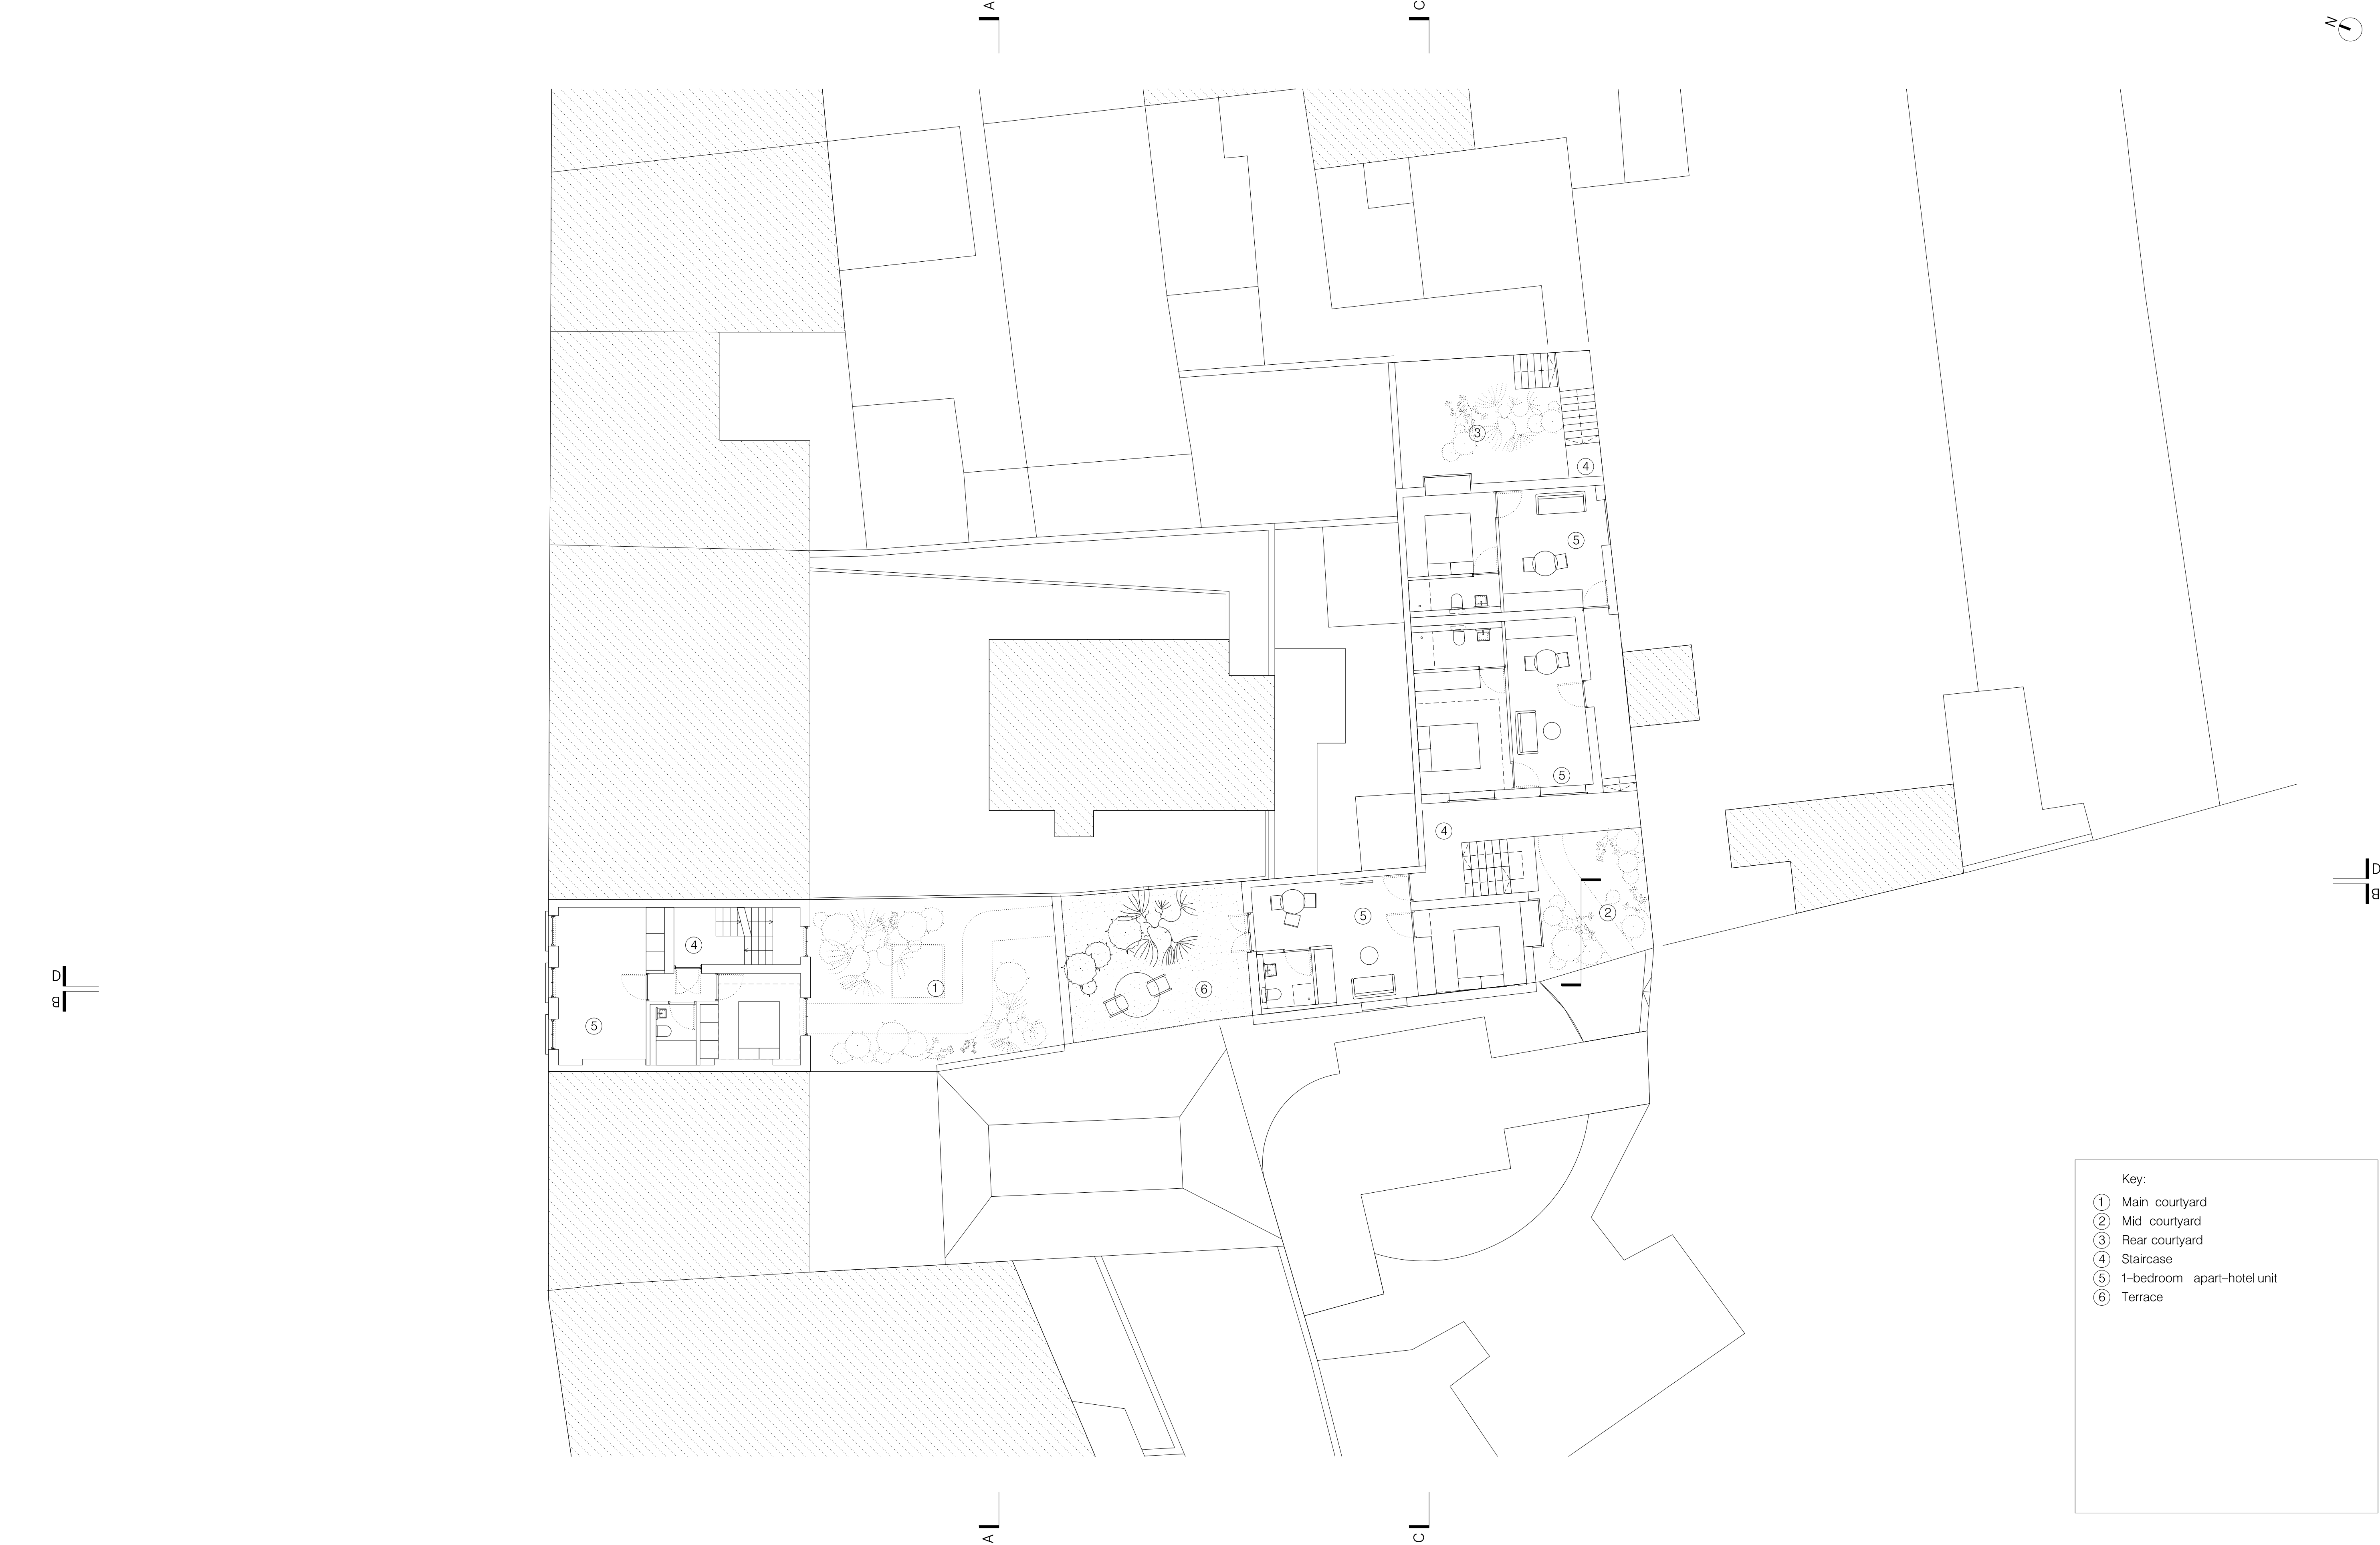 A
C
N
3
4
5
5
4
D
B
5
2
4
1
6
D
B
5
Key:
1 Main courtyard
2 Mid courtyard
3 Rear courtyard
4 Staircase
5 1–bedroom apart–hotel unit
6 Terrace
A
C